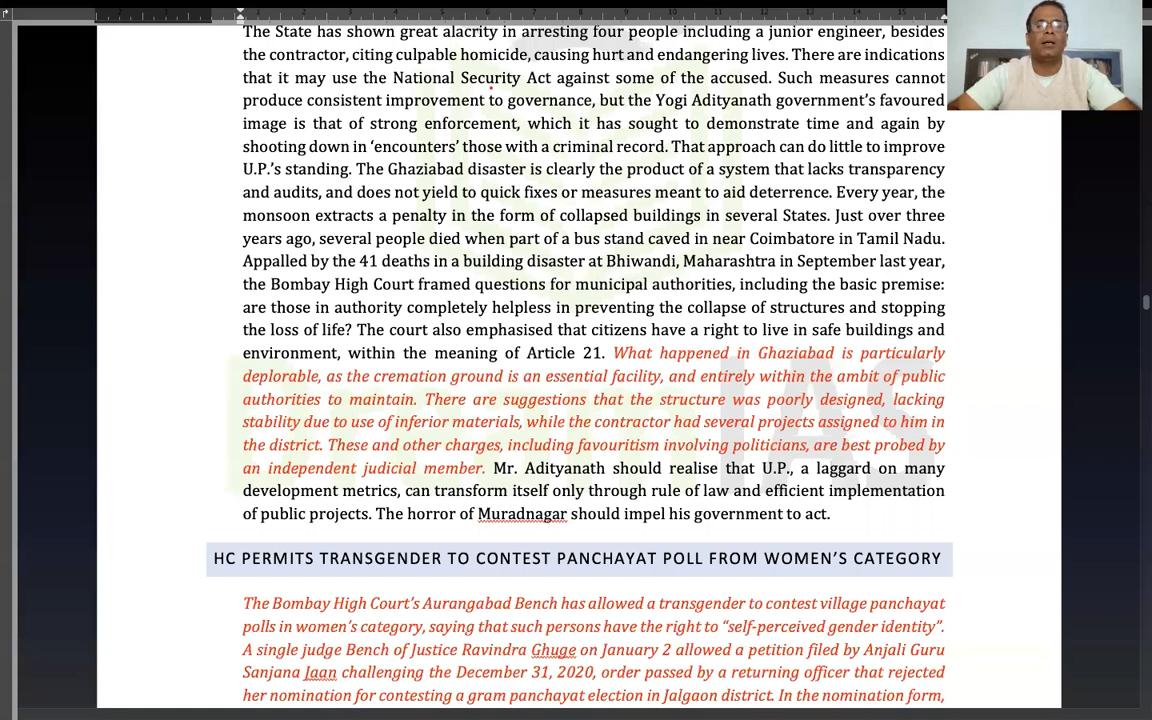 The State has shown great alacrity in arresting four people including a junior engineer, besides
the contractor, citing culpable homicide, causing hurt and endangering lives. There are indications
that it may use the National Security Act against some of the accused. Such measures cannot
produce consistent improvement to governance, but the Yogi Adityanath government’s favoured
image is that of strong enforcement, which it has sought to demonstrate time and again by
shooting down in ‘encounters’ those with a criminal record. That approach can do little to improve
U.P.’s standing. The Ghaziabad disaster is clearly the product of a system that lacks transparency
and audits, and does not yield to quick fixes or measures meant to aid deterrence. Every year, the
monsoon extracts a penalty in the form of collapsed buildings in several States. Just over three
years ago, several people died when part of a bus stand caved in near Coimbatore in Tamil Nadu.
Appalled by the 41 deaths in a building disaster at Bhiwandi, Maharashtra in September last year,
the Bombay High Court framed questions for municipal authorities, including the basic premise:
are those in authority completely helpless in preventing the collapse of structures and stopping
the loss of life? The court also emphasised that citizens have a right to live in safe buildings and
environment, within the meaning of Article 21. What happened in Ghaziabad is particularly
deplorable, as the cremation ground is an essential facility, and entirely within the ambit of public
authorities to maintain. There are suggestions that the structure was poorly designed, lacking
stability due to use of inferior materials, while the contractor had several projects assigned to him in
the district. These and other charges, including favouritism involving politicians, are best probed by
an independent judicial member. Mr. Adityanath should realise that U.P., a laggard on many
development metrics, can transform itself only through rule of law and efficient implementation
of public projects. The horror of Muradnagar should impel his government to act.
HC PERMITS TRANSGENDER TO CONTEST PANCHAYAT POLL FROM WOMEN’S CATEGORY
The Bombay High Court’s Aurangabad Bench has allowed a transgender to contest village panchayat
polls in women’s category, saying that such persons have the right to “self-perceived gender identity”.
A single judge Bench of Justice Ravindra Ghuge on January 2 allowed a petition filed by Anjali Guru
Sanjana Jaan challenging the December 31, 2020, order passed by a returning officer that rejected
her nomination for contesting a gram panchayat election in Jalgaon district. In the nomination form,